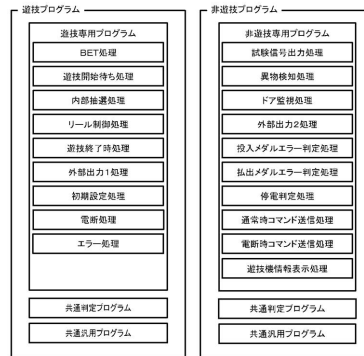 遊技プログラム
遊技専用プログラム
BET処理
遊技開始待ち処理
内部抽選処理
リール制御処理
遊技終了時処理
外部出力1処理
初期設定処理
電断処理
エラー処理
共通判定プログラム
共通汎用プログラム
非遊技プログラム
非遊技専用プログラム
試験信号出力処理
異物検知処理
ドア監視処理
外部出力2処理
投入メダルエラー判定処理
払出メダルエラー判定処理
停電判定処理
通常時コマンド送信処理
電断時コマンド送信処理
遊技機情報表示処理
共通判定プログラム
共通汎用プログラム